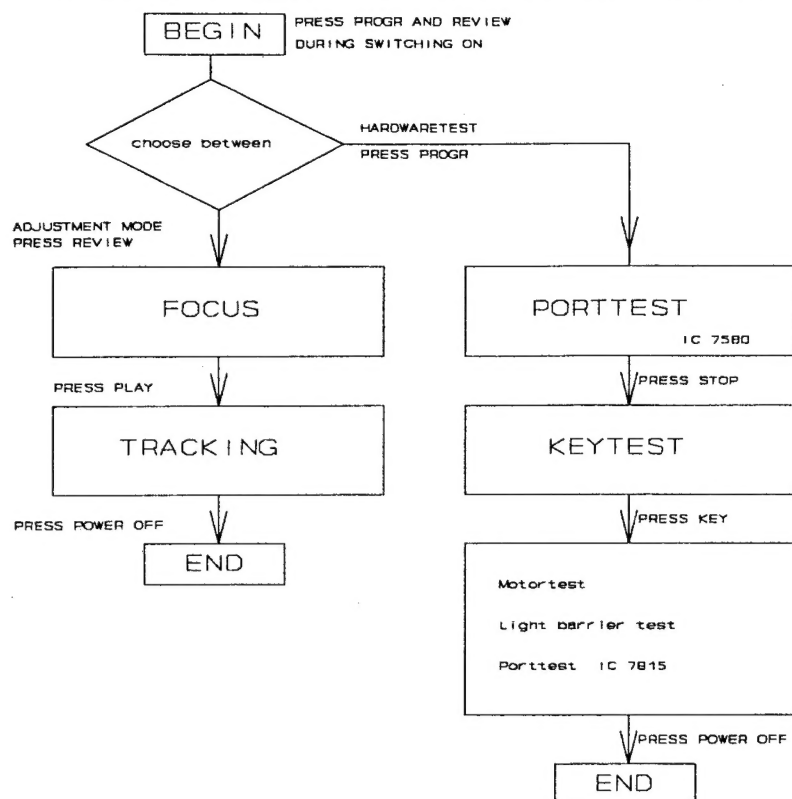 BEGIN
PRESS PROGR AND REVIEW
DURING SWITCHING ON
choose between
HARDWARETEST
PRESS PROGR
ADJUSTMENT MODE
PRESS REVIEW
FOCUS
PORTTEST
IC 7580
PRESS PLAY
PRESS STOP
TRACKING
KEYTEST
PRESS POWER OFF
PRESS KEY
END
Motortest
Light barrier test
Porttest IC 7815
PRESS POWER OFF
END